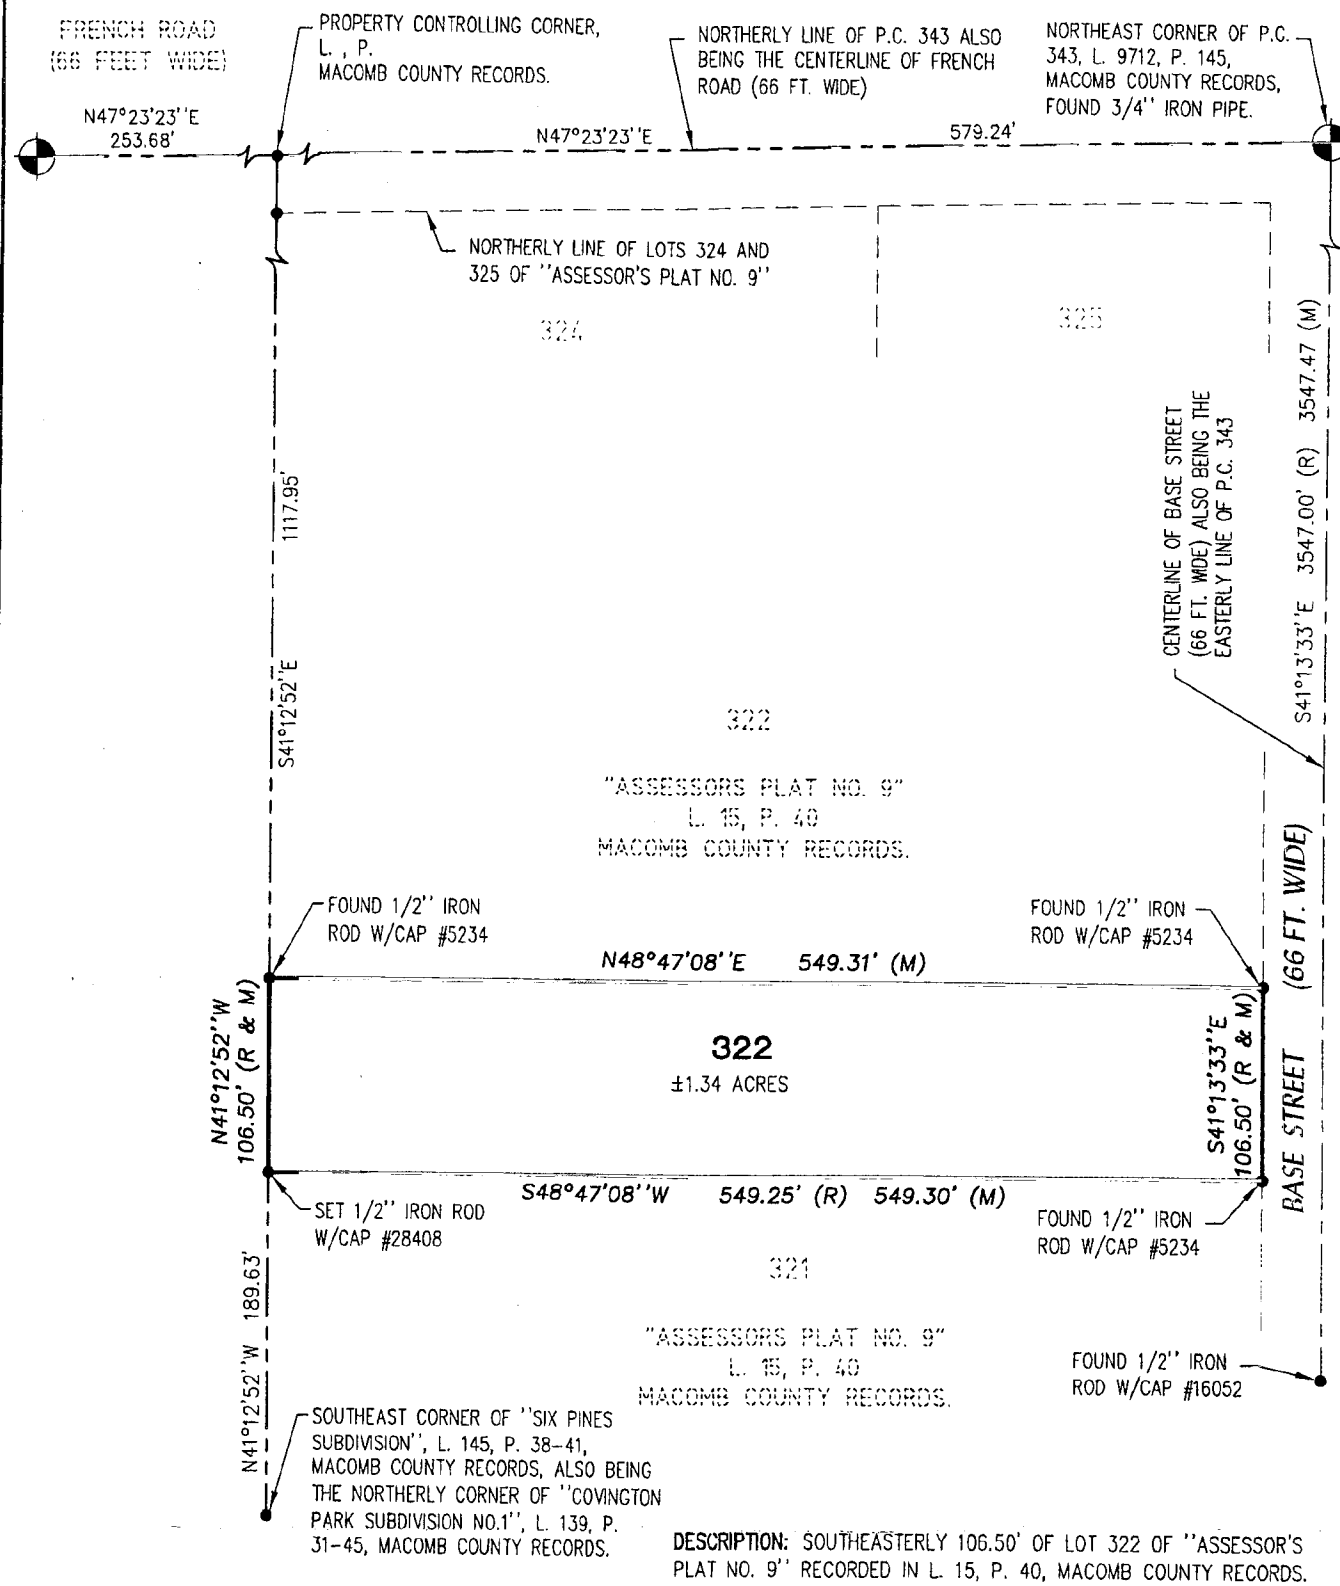 FRENCH ROAD
(66 FEET WIDE)
PROPERTY CONTROLLING CORNER,
L. , P.
MACOMB COUNTY RECORDS.
NORTHERLY LINE OF P.C. 343 ALSO
BEING THE CENTERLINE OF FRENCH
ROAD (66 FT. WIDE)
NORTHEAST CORNER OF P.C.
343, L. 9712, P. 145,
MACOMB COUNTY RECORDS,
FOUND 3/4'' IRON PIPE.
N47°23'23''E
253.68'
N47°23'23''E
579.24'
NORTHERLY LINE OF LOTS 324 AND
325 OF ''ASSESSOR'S PLAT NO. 9''
324
325
S41°12'52''E 1117.95'
CENTERLINE OF BASE STREET
(66 FT. WIDE) ALSO BEING THE
EASTERLY LINE OF P.C. 343
S41°13'33''E 3547.00' (R) 3547.47 (M)
322
"ASSESSORS PLAT NO. 9"
L. 15, P. 40
MACOMB COUNTY RECORDS.
FOUND 1/2'' IRON
ROD W/CAP #5234
FOUND 1/2'' IRON
ROD W/CAP #5234
N48°47'08''E 549.31' (M)
N41°12'52''W
106.50' (R & M)
322
±1.34 ACRES
S41°13'33''E
106.50' (R & M)
BASE STREET (66 FT. WIDE)
S48°47'08''W 549.25' (R) 549.30' (M)
SET 1/2'' IRON ROD
W/CAP #28408
FOUND 1/2'' IRON
ROD W/CAP #5234
N41°12'52''W 189.63'
321
"ASSESSORS PLAT NO. 9"
L. 15, P. 40
MACOMB COUNTY RECORDS.
FOUND 1/2'' IRON
ROD W/CAP #16052
SOUTHEAST CORNER OF ''SIX PINES
SUBDIVISION'', L. 145, P. 38-41,
MACOMB COUNTY RECORDS, ALSO BEING
THE NORTHERLY CORNER OF ''COVINGTON
PARK SUBDIVISION NO.1'', L. 139, P.
31-45, MACOMB COUNTY RECORDS.
DESCRIPTION: SOUTHEASTERLY 106.50' OF LOT 322 OF ''ASSESSOR'S
PLAT NO. 9'' RECORDED IN L. 15, P. 40, MACOMB COUNTY RECORDS.